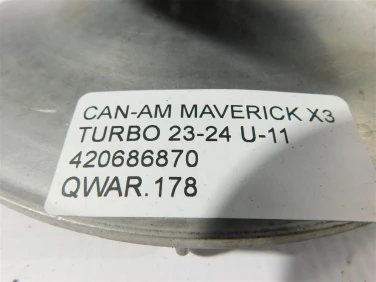 CAN-AM MAVERICK X3
TURBO 23-24 U-11
420686870
QWAR.178